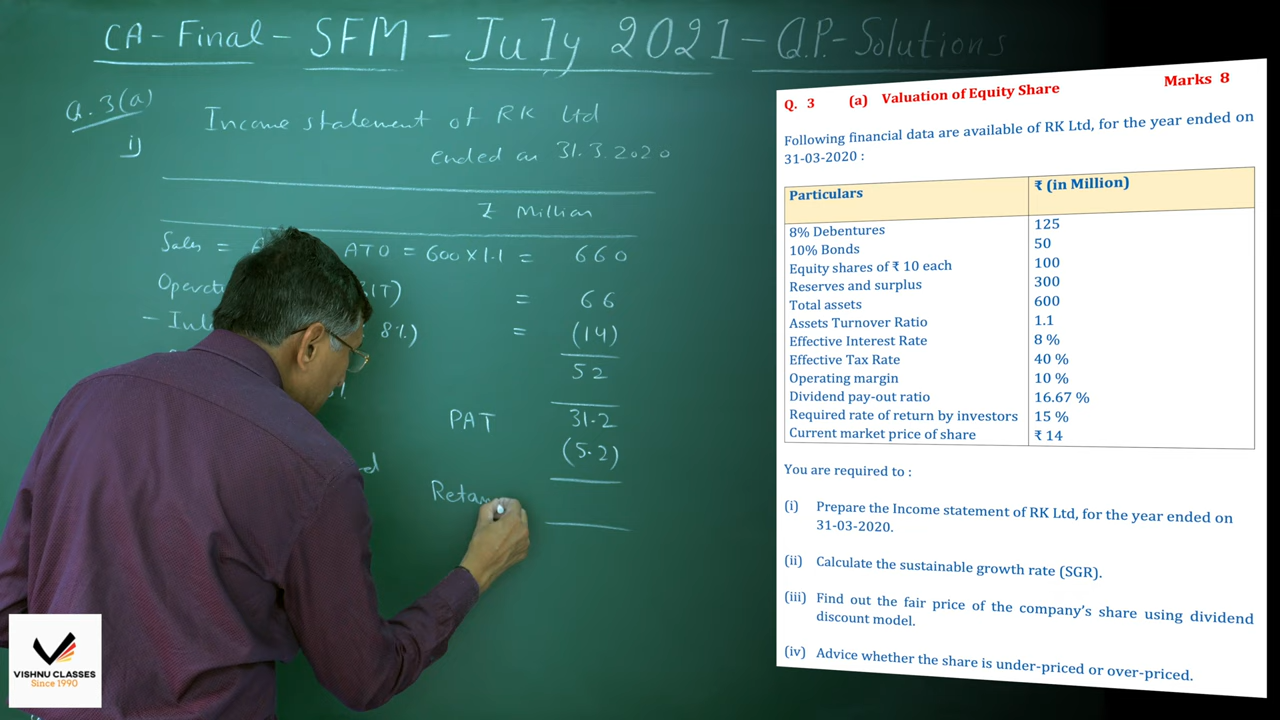 CA - Final - SFM - July 2021 - Q.P. - Solutions
Q. 3(a)
i)
Income statement of RK Ltd
ended on 31.3.2020
₹ Million
Sales = ATO = 600 X 1.1 = 660
= 66
8%) = (14)
52
PAT 31.2
(5.2)
VISHNU CLASSES
Since 1990
Q. 3 (a) Valuation of Equity Share Marks 8
Following financial data are available of RK Ltd, for the year ended on
31-03-2020 :
Particulars ₹ (in Million)
8% Debentures 125
10% Bonds 50
Equity shares of ₹ 10 each 100
Reserves and surplus 300
Total assets 600
Assets Turnover Ratio 1.1
Effective Interest Rate 8 %
Effective Tax Rate 40 %
Operating margin 10 %
Dividend pay-out ratio 16.67 %
Required rate of return by investors 15 %
Current market price of share ₹ 14
You are required to :
(i) Prepare the Income statement of RK Ltd, for the year ended on
31-03-2020.
(ii) Calculate the sustainable growth rate (SGR).
(iii) Find out the fair price of the company's share using dividend
discount model.
(iv) Advice whether the share is under-priced or over-priced.